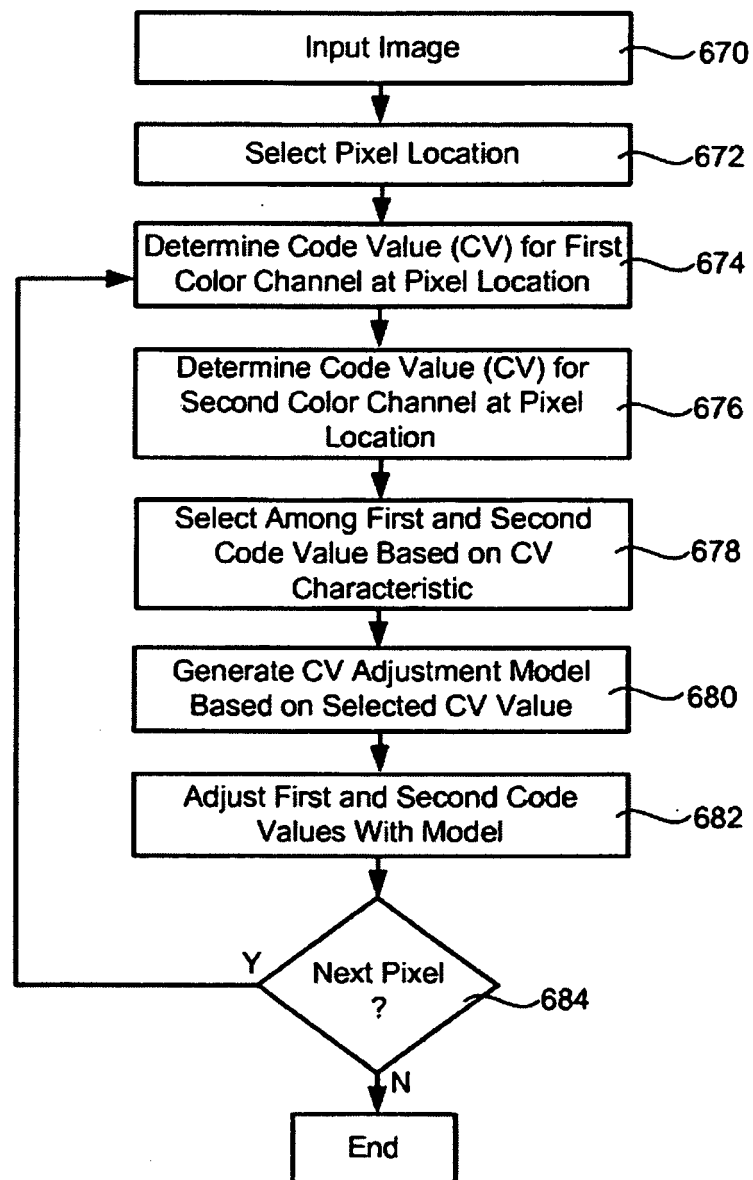 Input Image
670
Select Pixel Location
672
Determine Code Value (CV) for First
Color Channel at Pixel Location
674
Determine Code Value (CV) for
Second Color Channel at Pixel
Location
676
Select Among First and Second
Code Value Based on CV
Characteristic
678
Generate CV Adjustment Model
Based on Selected CV Value
680
Adjust First and Second Code
Values With Model
682
Y
Next Pixel
?
684
N
End